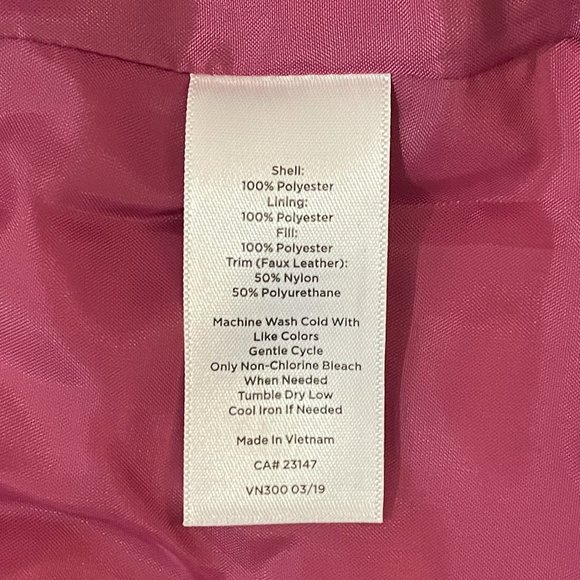 Shell:
100% Polyester
Lining:
100% Polyester
Fill:
100% Polyester
Trim (Faux Leather):
50% Nylon
50% Polyurethane
Machine Wash Cold With
Like Colors
Gentle Cycle
Only Non-Chlorine Bleach
When Needed
Tumble Dry Low
Cool Iron If Needed
Made In Vietnam
CA# 23147
VN300 03/19